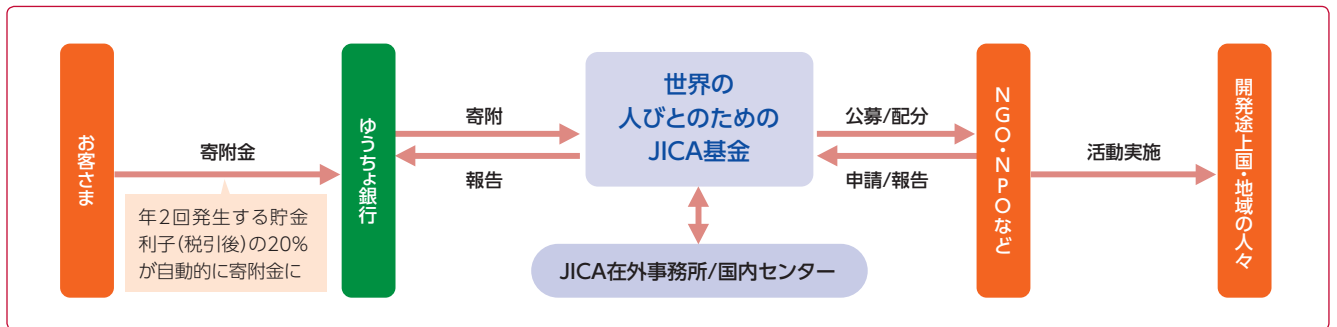 お客さま
寄附金
年2回発生する貯金
利子(税引後)の20%
が自動的に寄附金に
ゆうちょ銀行
寄附
報告
世界の
人びとのための
JICA基金
JICA在外事務所/国内センター
公募/配分
申請/報告
NGO・NPOなど
活動実施
開発途上国・地域の人々